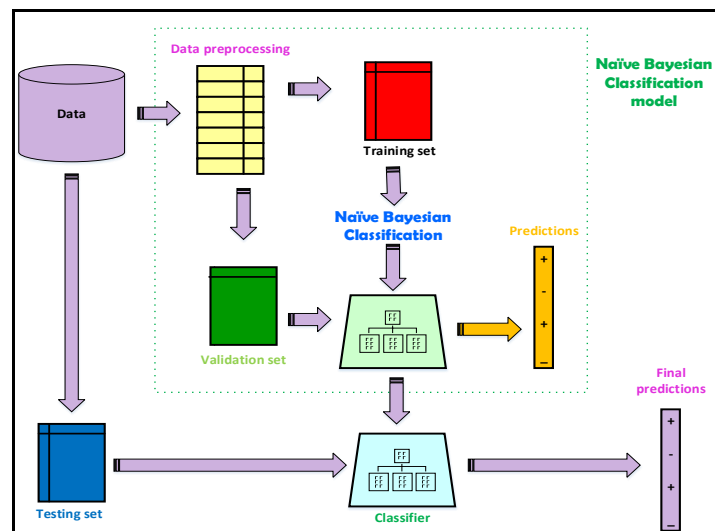 Data preprocessing
Naïve Bayesian
Classification
model
Data
Training set
Naïve Bayesian
Classification
Predictions
+
-
+
–
Validation set
Final
predictions
+
-
+
–
Testing set
Classifier